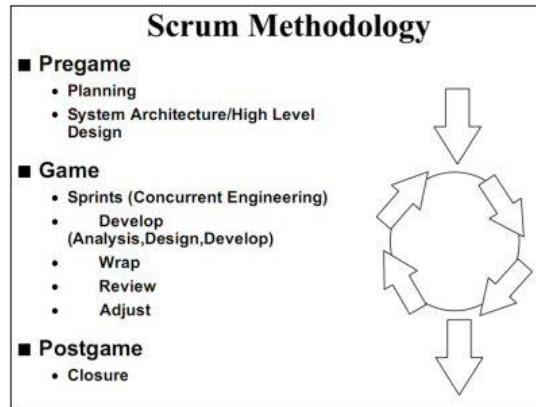 Scrum Methodology
■ Pregame
• Planning
• System Architecture/High Level
Design
■ Game
• Sprints (Concurrent Engineering)
• Develop
(Analysis,Design,Develop)
• Wrap
• Review
• Adjust
■ Postgame
• Closure